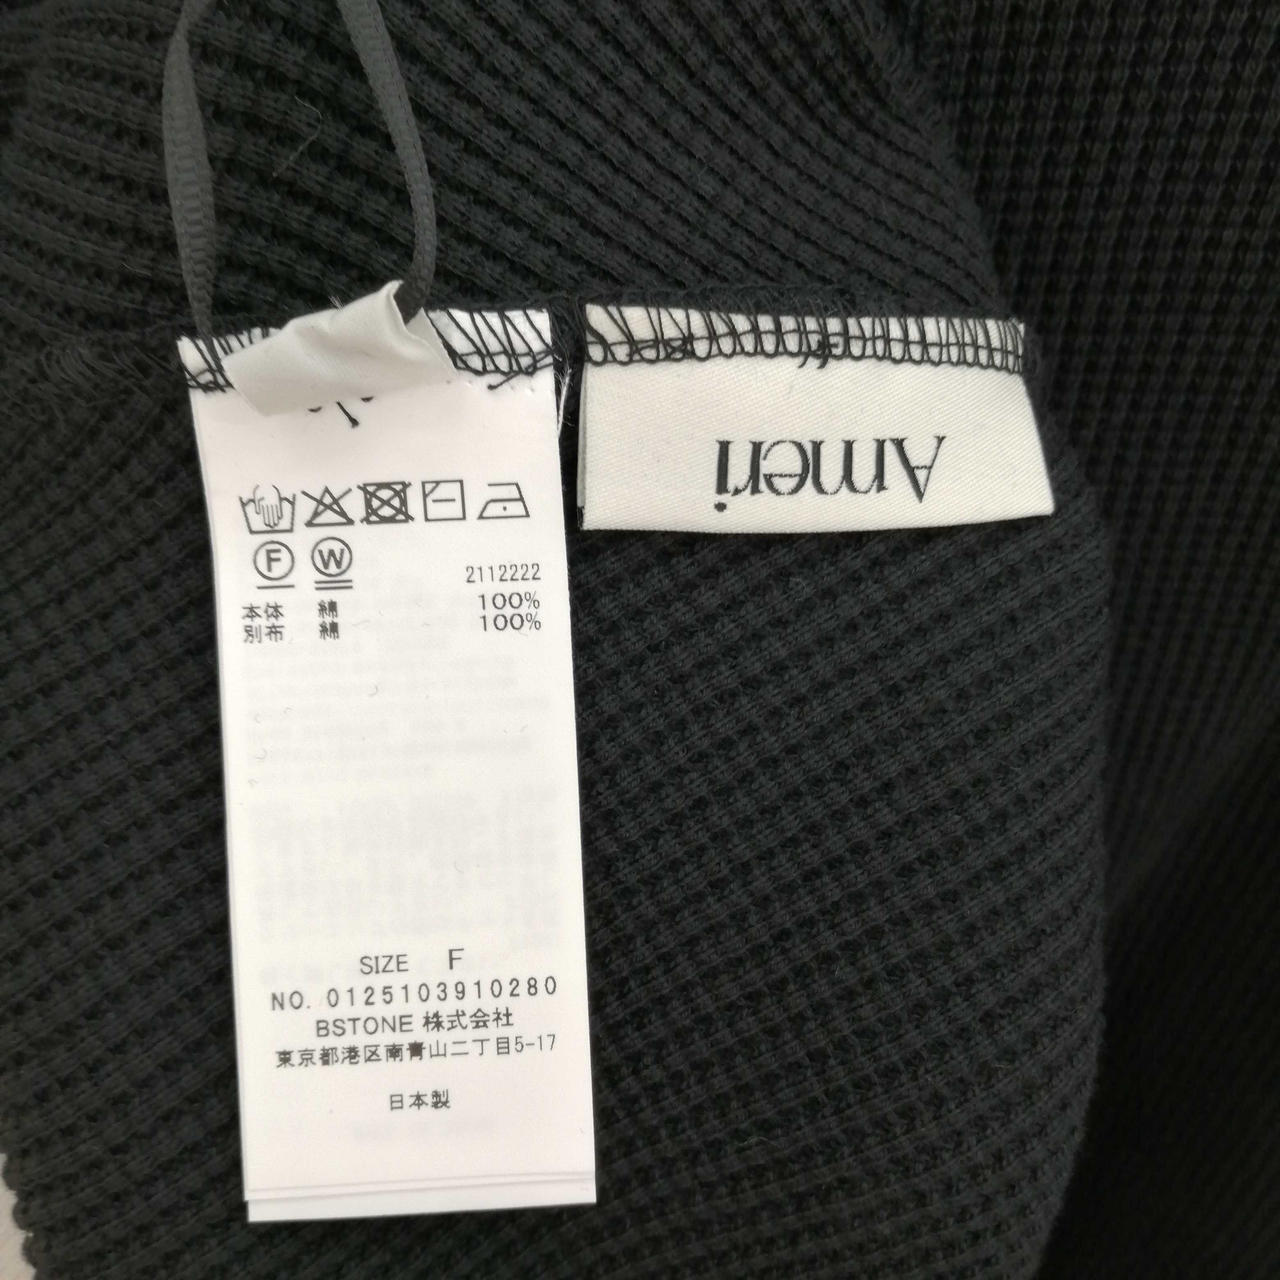 Ameri
F W
2112222
本体 綿 100%
別布 綿 100%
SIZE F
NO. 0125103910280
BSTONE 株式会社
東京都港区南青山二丁目5-17
日本製